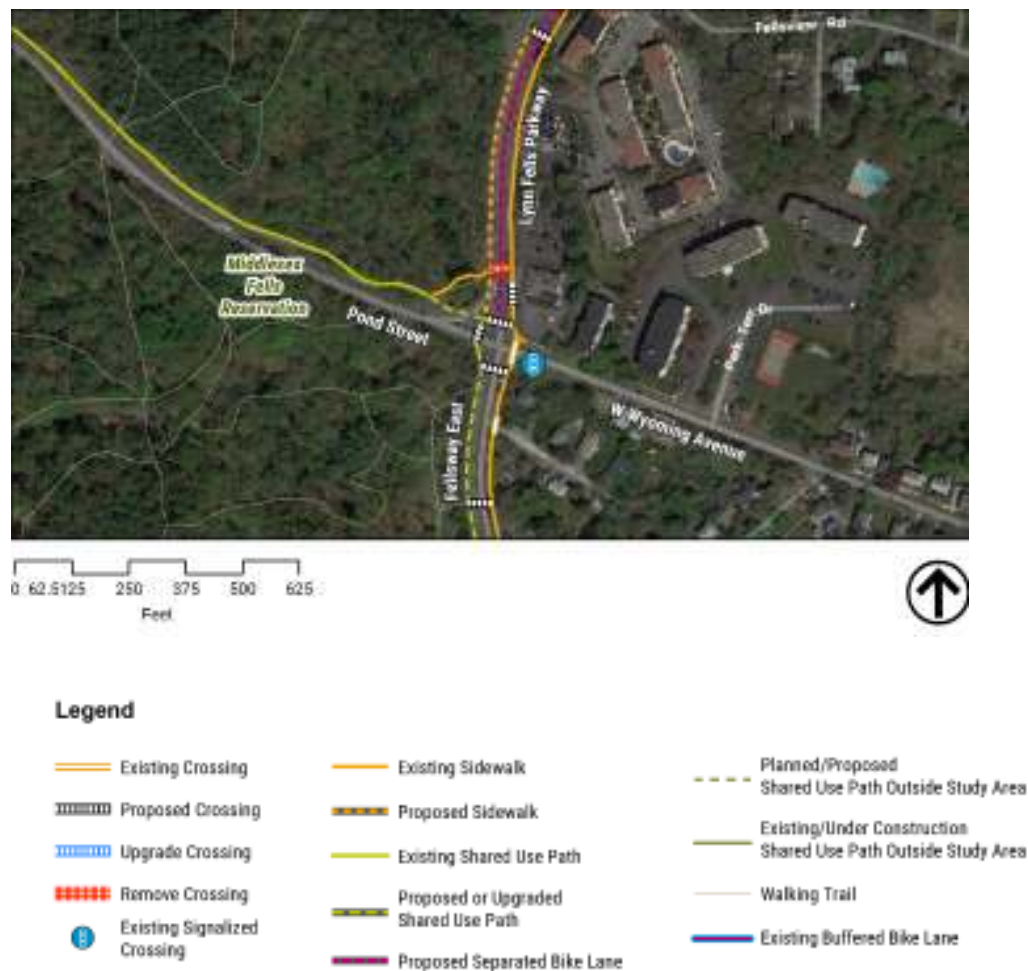 Fellsview Rd
Lynn Fells Parkway
Middlesex
Fells
Reservation
Pond Street
W Wyoming Avenue
Fellsway East
0 62.5125 250 375 500 625
Feet
Legend
Existing Crossing
Proposed Crossing
Upgrade Crossing
Remove Crossing
Existing Signalized
Crossing
Existing Sidewalk
Proposed Sidewalk
Existing Shared Use Path
Proposed or Upgraded
Shared Use Path
Proposed Separated Bike Lane
Planned/Proposed
Shared Use Path Outside Study Area
Existing/Under Construction
Shared Use Path Outside Study Area
Walking Trail
Existing Buffered Bike Lane